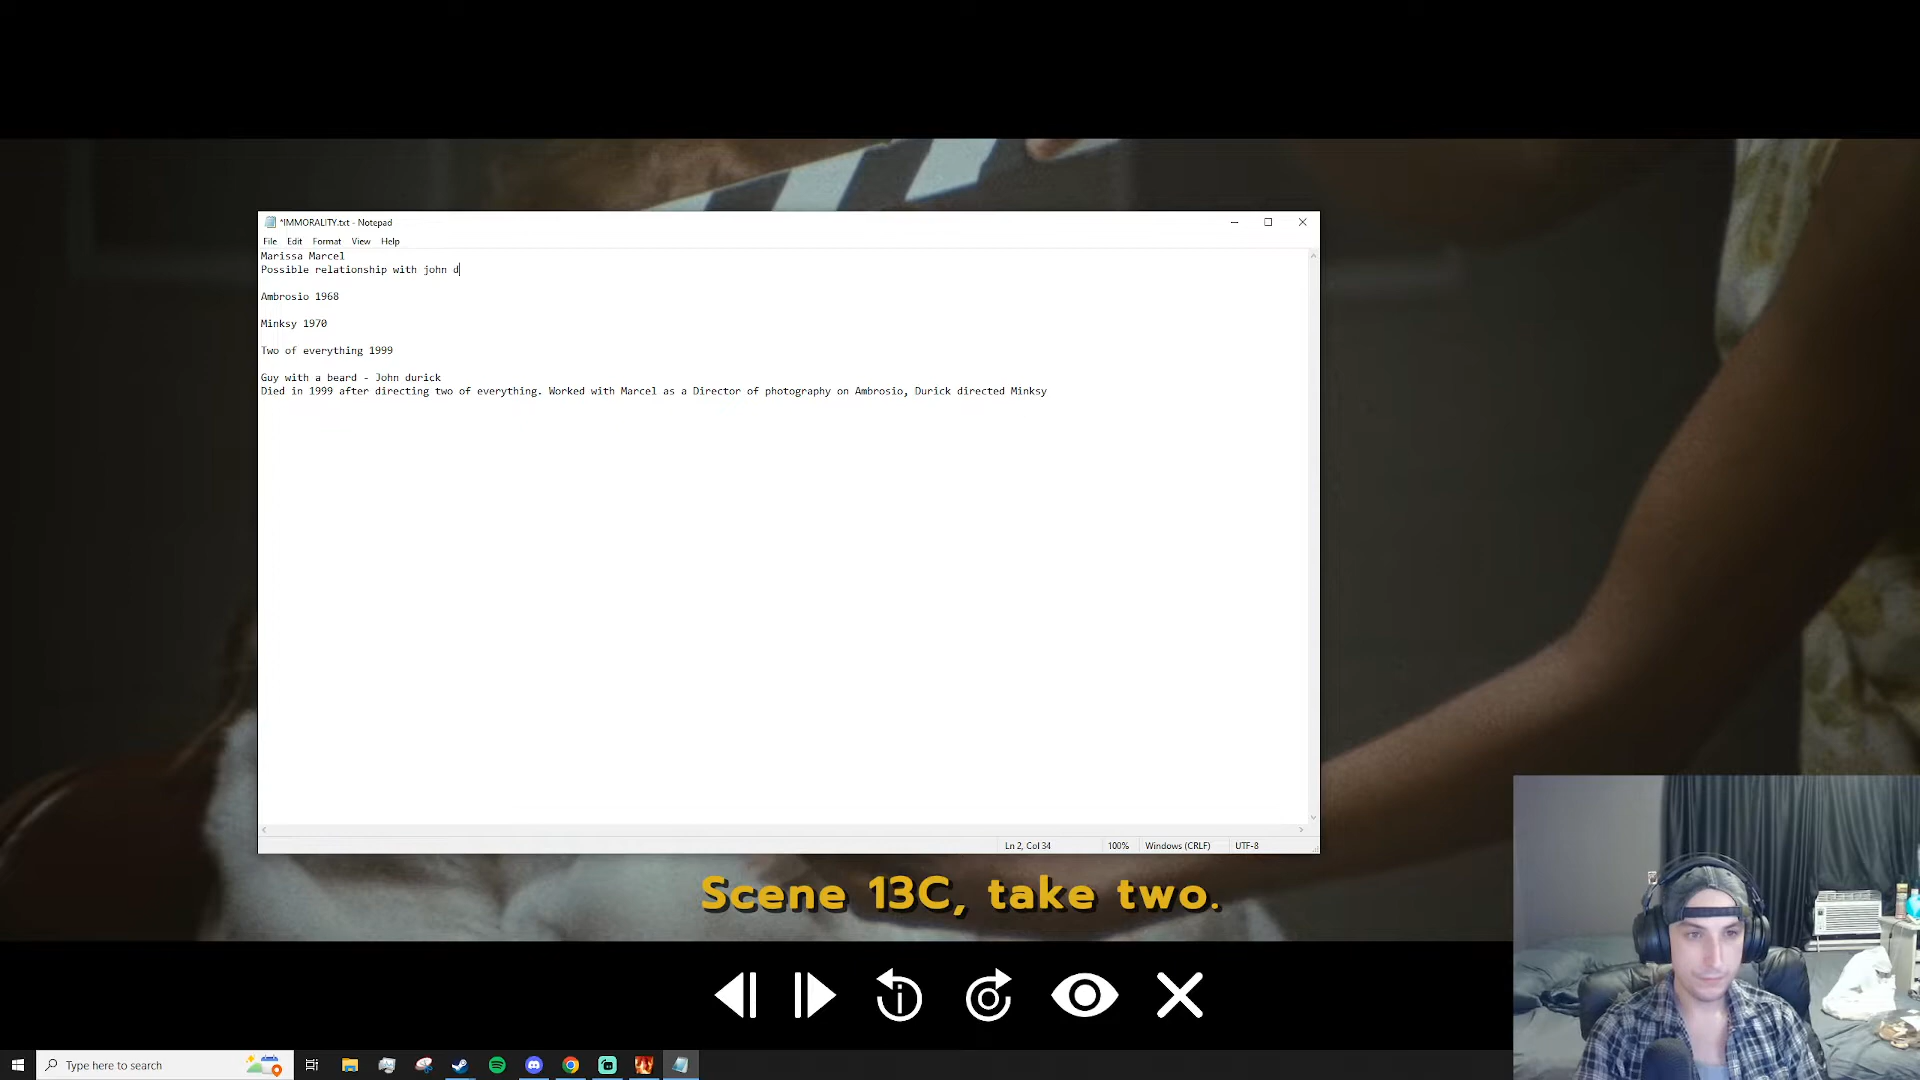 *IMMORALITY.txt - Notepad
File Edit Format View Help
Marissa Marcel
Possible relationship with john d
Ambrosio 1968
Minksy 1970
Two of everything 1999
Guy with a beard - John durick
Died in 1999 after directing two of everything. Worked with Marcel as a Director of photography on Ambrosio, Durick directed Minksy
Ln 2, Col 34 100% Windows (CRLF) UTF-8
Scene 13C, take two.
Type here to search